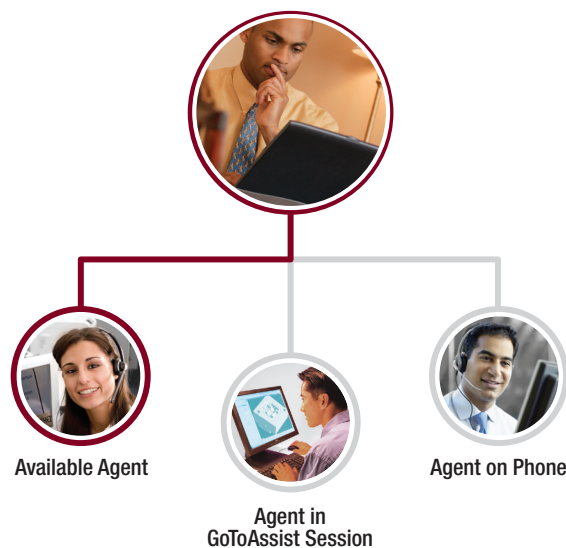 Available Agent
Agent on Phone
Agent in
GoToAssist Session